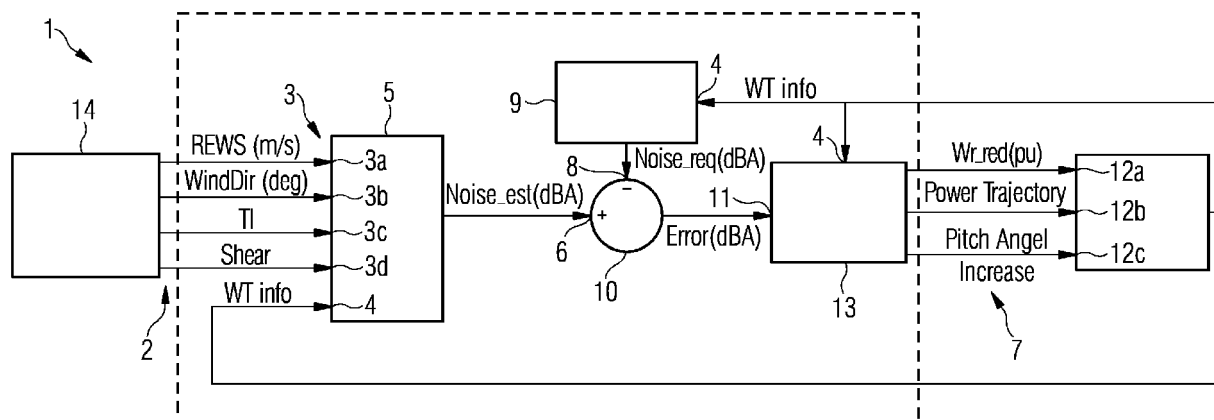 1
14
REWS (m/s)
WindDir (deg)
TI
Shear
WT info
2
3
5
3a
3b
3c
3d
4
Noise_est(dBA)
9
4
WT info
Noise_req(dBA)
8
−
+
6
10
Error(dBA)
11
4
13
Wr_red(pu)
Power Trajectory
Pitch Angel
Increase
7
12a
12b
12c